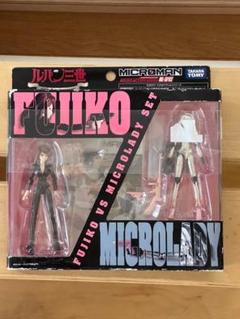 ルパン三世
MICROMAN
TAKARA
TOMY
FUJIKO
FUJIKO VS MICROLADY SET
MICROLADY